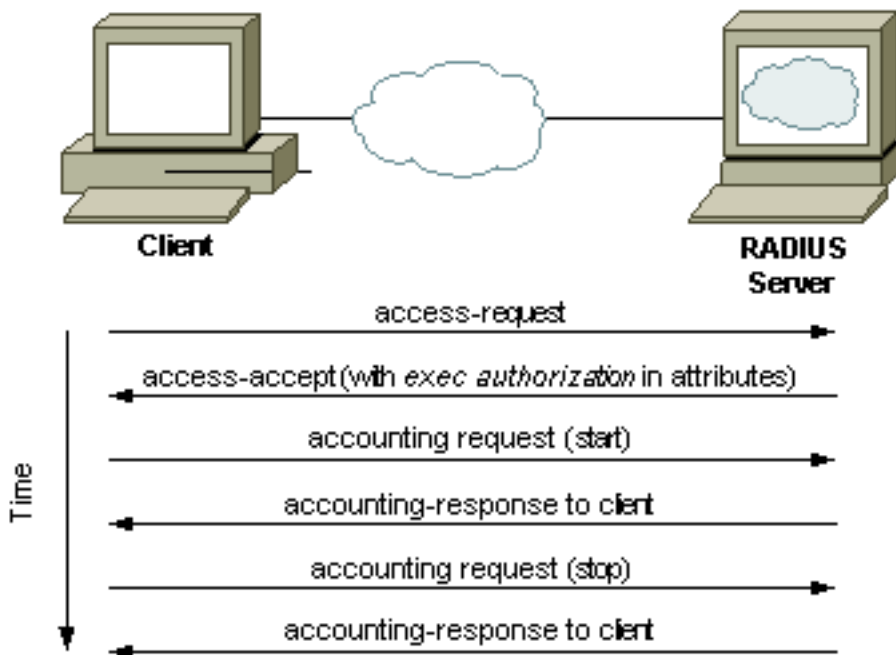 Client
RADIUS
Server
Time
access-request
access-accept (with exec authorization in attributes)
accounting request (start)
accounting-response to client
accounting request (stop)
accounting-response to client